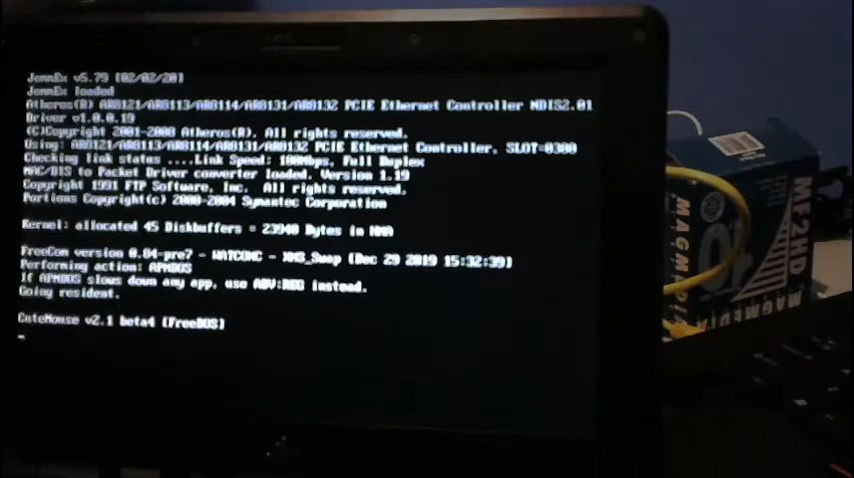 JemmEx v5.79 [02/02/20]
JemmEx loaded
Atheros(R) AR8121/AR8113/AR8114/AR8131/AR8132 PCIE Ethernet Controller NDIS2.01
Driver v1.0.0.19
(C)Copyright 2001-2008 Atheros(R). All rights reserved.
Using: AR8121/AR8113/AR8114/AR8131/AR8132 PCIE Ethernet Controller, SLOT=0300
Checking link status ....Link Speed: 100Mbps, Full Duplex
MAC/DIS to Packet Driver converter loaded. Version 1.19
Copyright 1991 FTP Software, Inc. All rights reserved.
Portions Copyright(c) 2000-2004 Symantec Corporation
Kernel: allocated 45 Diskbuffers = 23940 Bytes in HMA
FreeCom version 0.84-pre7 - WATCOMC - XMS_Swap [Dec 29 2019 15:32:39]
Performing action: APMDOS
If APMDOS slows down any app, use ADV:REG instead.
Going resident.
CuteMouse v2.1 beta4 [FreeDOS]
MF2HD
10